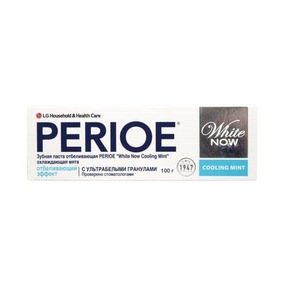 LG Household & Health Care
PERIOE®
Зубная паста отбеливающая PERIOE "White Now Cooling Mint"
охлаждающая мята
отбеливающий
эффект
С УЛЬТРАБЕЛЫМИ ГРАНУЛАМИ
Проверено стоматологами
100 г
1947
White
NOW
COOLING MINT